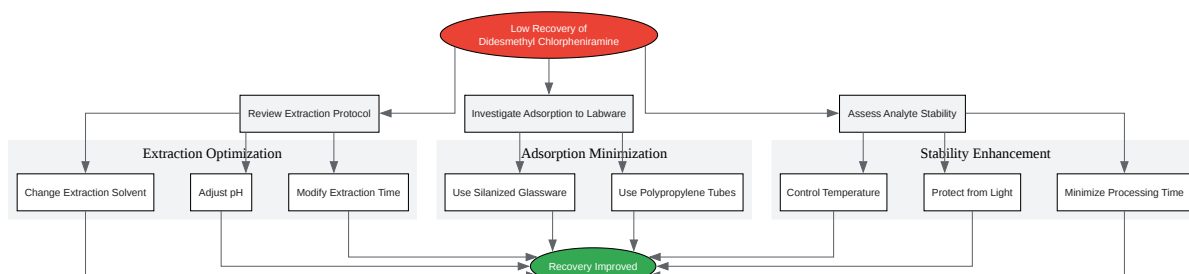 Low Recovery of
Didesmethyl Chlorpheniramine
Review Extraction Protocol
Investigate Adsorption to Labware
Assess Analyte Stability
Extraction Optimization
Adsorption Minimization
Stability Enhancement
Change Extraction Solvent
Adjust pH
Modify Extraction Time
Use Silanized Glassware
Use Polypropylene Tubes
Control Temperature
Protect from Light
Minimize Processing Time
Recovery Improved